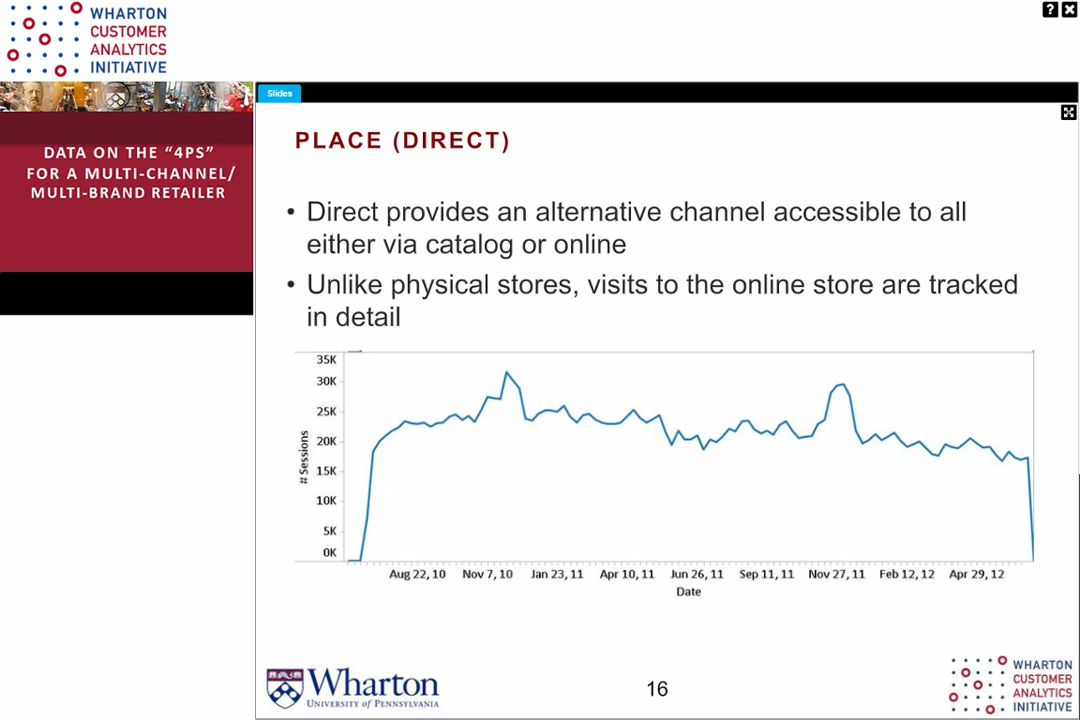 WHARTON
CUSTOMER
ANALYTICS
INITIATIVE
?
Slides
DATA ON THE “4PS”
FOR A MULTI-CHANNEL/
MULTI-BRAND RETAILER
PLACE (DIRECT)
• Direct provides an alternative channel accessible to all
either via catalog or online
• Unlike physical stores, visits to the online store are tracked
in detail
35K
30K
25K
20K
15K
10K
5K
0K
# Sessions
Aug 22, 10 Nov 7, 10 Jan 23, 11 Apr 10, 11 Jun 26, 11 Sep 11, 11 Nov 27, 11 Feb 12, 12 Apr 29, 12
Date
Wharton
UNIVERSITY of PENNSYLVANIA
16
WHARTON
CUSTOMER
ANALYTICS
INITIATIVE